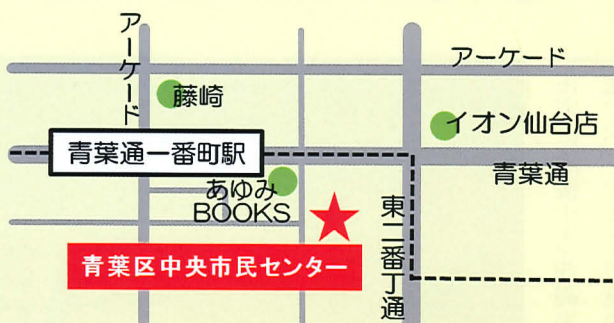 アーケード
藤崎
アーケード
イオン仙台店
青葉通一番町駅
青葉通
あゆみ
BOOKS
東二番丁通
青葉区中央市民センター